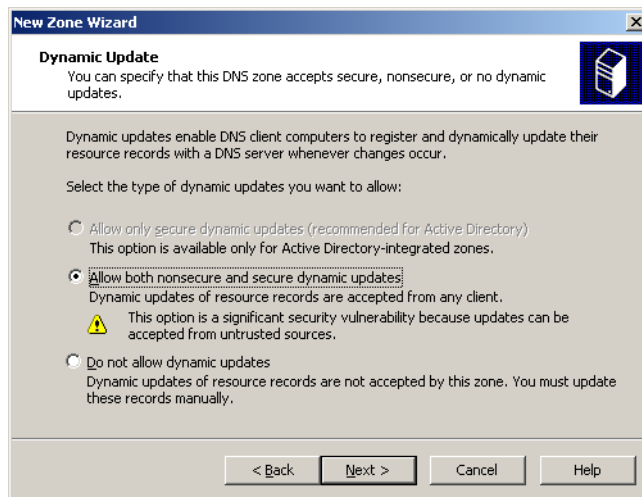 New Zone Wizard
Dynamic Update
You can specify that this DNS zone accepts secure, nonsecure, or no dynamic
updates.
Dynamic updates enable DNS client computers to register and dynamically update their
resource records with a DNS server whenever changes occur.
Select the type of dynamic updates you want to allow:
Allow only secure dynamic updates (recommended for Active Directory)
This option is available only for Active Directory-integrated zones.
Allow both nonsecure and secure dynamic updates
Dynamic updates of resource records are accepted from any client.
This option is a significant security vulnerability because updates can be
accepted from untrusted sources.
Do not allow dynamic updates
Dynamic updates of resource records are not accepted by this zone. You must update
these records manually.
< Back Next > Cancel Help